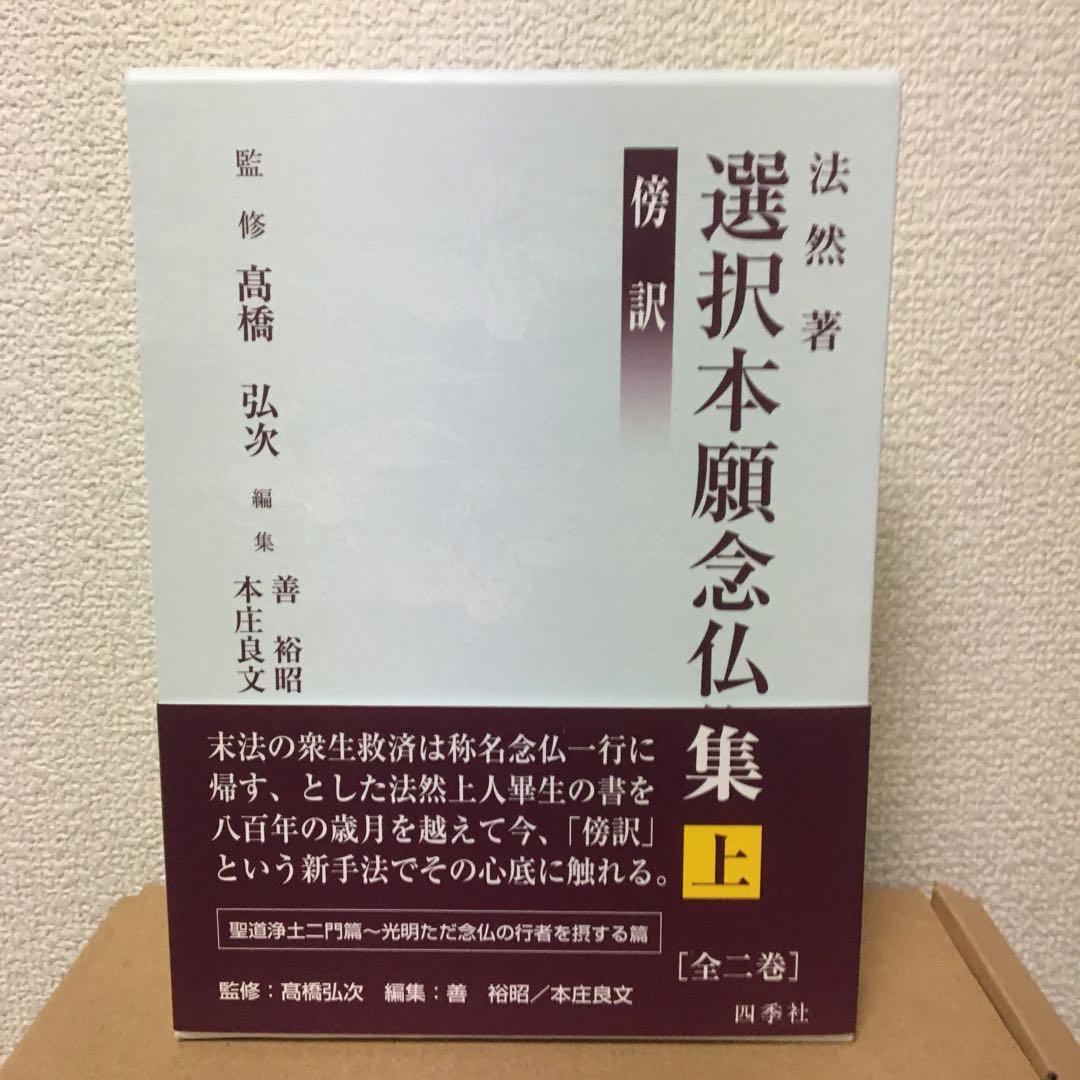 法然 著
選択本願念仏集
傍訳
監修 髙橋 弘次
編集 善 裕昭
本庄良文
末法の衆生救済は称名念仏一行に
帰す、とした法然上人畢生の書を
八百年の歳月を越えて今、「傍訳」
という新手法でその心底に触れる。
上
聖道浄土二門篇～光明ただ念仏の行者を摂する篇
［全二巻］
監修：髙橋弘次 編集：善 裕昭／本庄良文
四季社